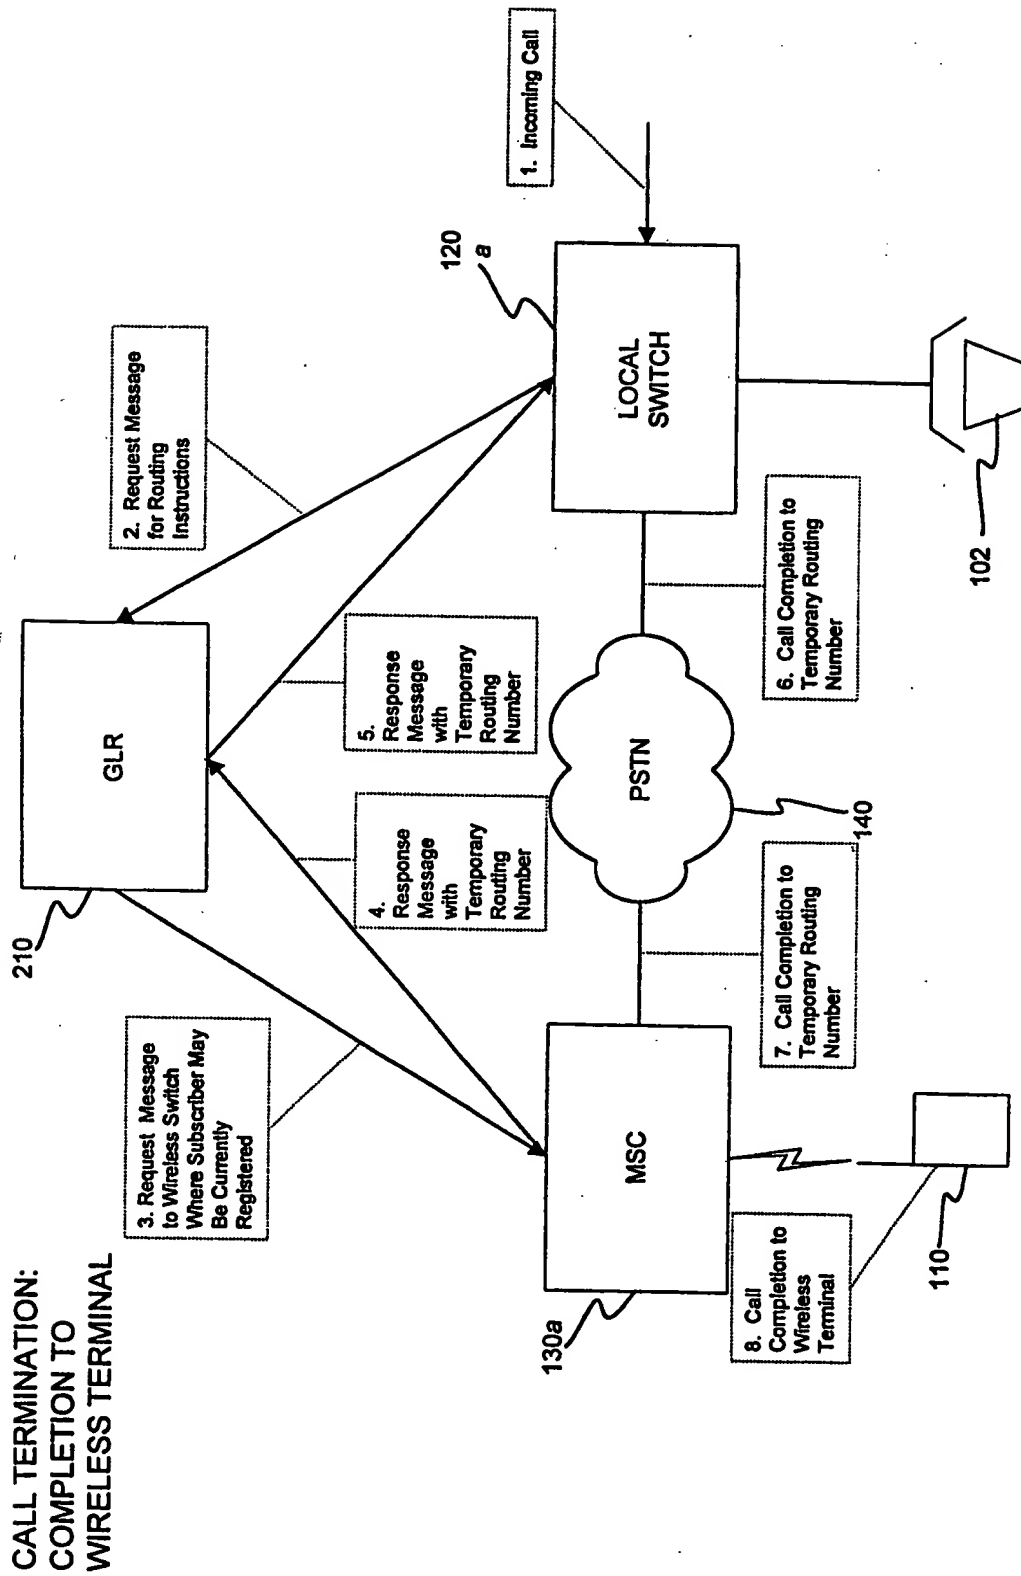 CALL TERMINATION:
COMPLETION TO
WIRELESS TERMINAL
210
GLR
3. Request Message
to Wireless Switch
Where Subscriber May
Be Currently
Registered
2. Request Message
for Routing
Instructions
4.
Response
Message
with
Temporary
Routing
Number
5.
Response
Message
with
Temporary
Routing
Number
120
a
1. Incoming Call
130a
MSC
PSTN
LOCAL
SWITCH
8. Call
Completion to
Wireless
Terminal
7. Call Completion to
Temporary Routing
Number
140
6. Call Completion to
Temporary Routing
Number
110
102